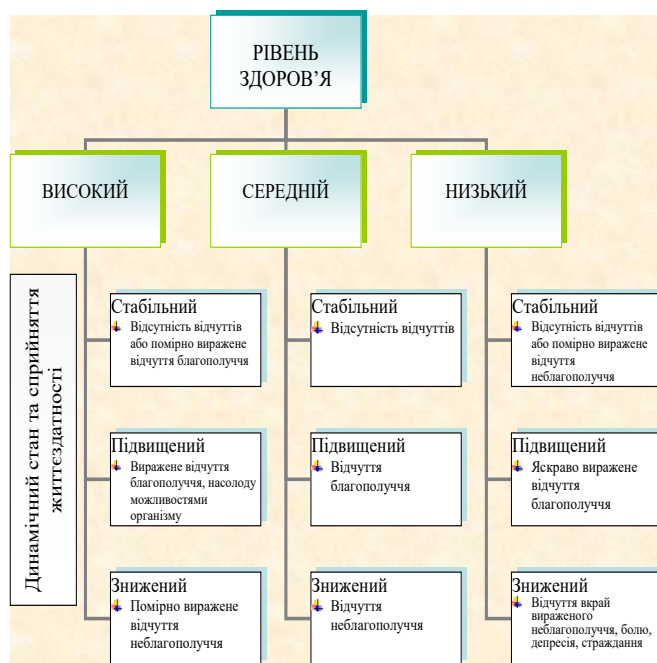 РІВЕНЬ
ЗДОРОВ’Я
ВИСОКИЙ
СЕРЕДНІЙ
НИЗЬКИЙ
Динамічний стан та сприйняття
життєздатності
Стабільний
Відсутність відчуттів
або помірно виражене
відчуття благополуччя
Стабільний
Відсутність відчуттів
Стабільний
Відсутність відчуттів
або помірно виражене
відчуття
неблагополуччя
Підвищений
Виражене відчуття
благополуччя, насолоду
можливостями
організму
Підвищений
Відчуття
благополуччя
Підвищений
Яскраво виражене
відчуття
благополуччя
Знижений
Помірно виражене
відчуття
неблагополуччя
Знижений
Відчуття
неблагополуччя
Знижений
Відчуття вкрай
вираженого
неблагополуччя, болю,
депресія, страждання